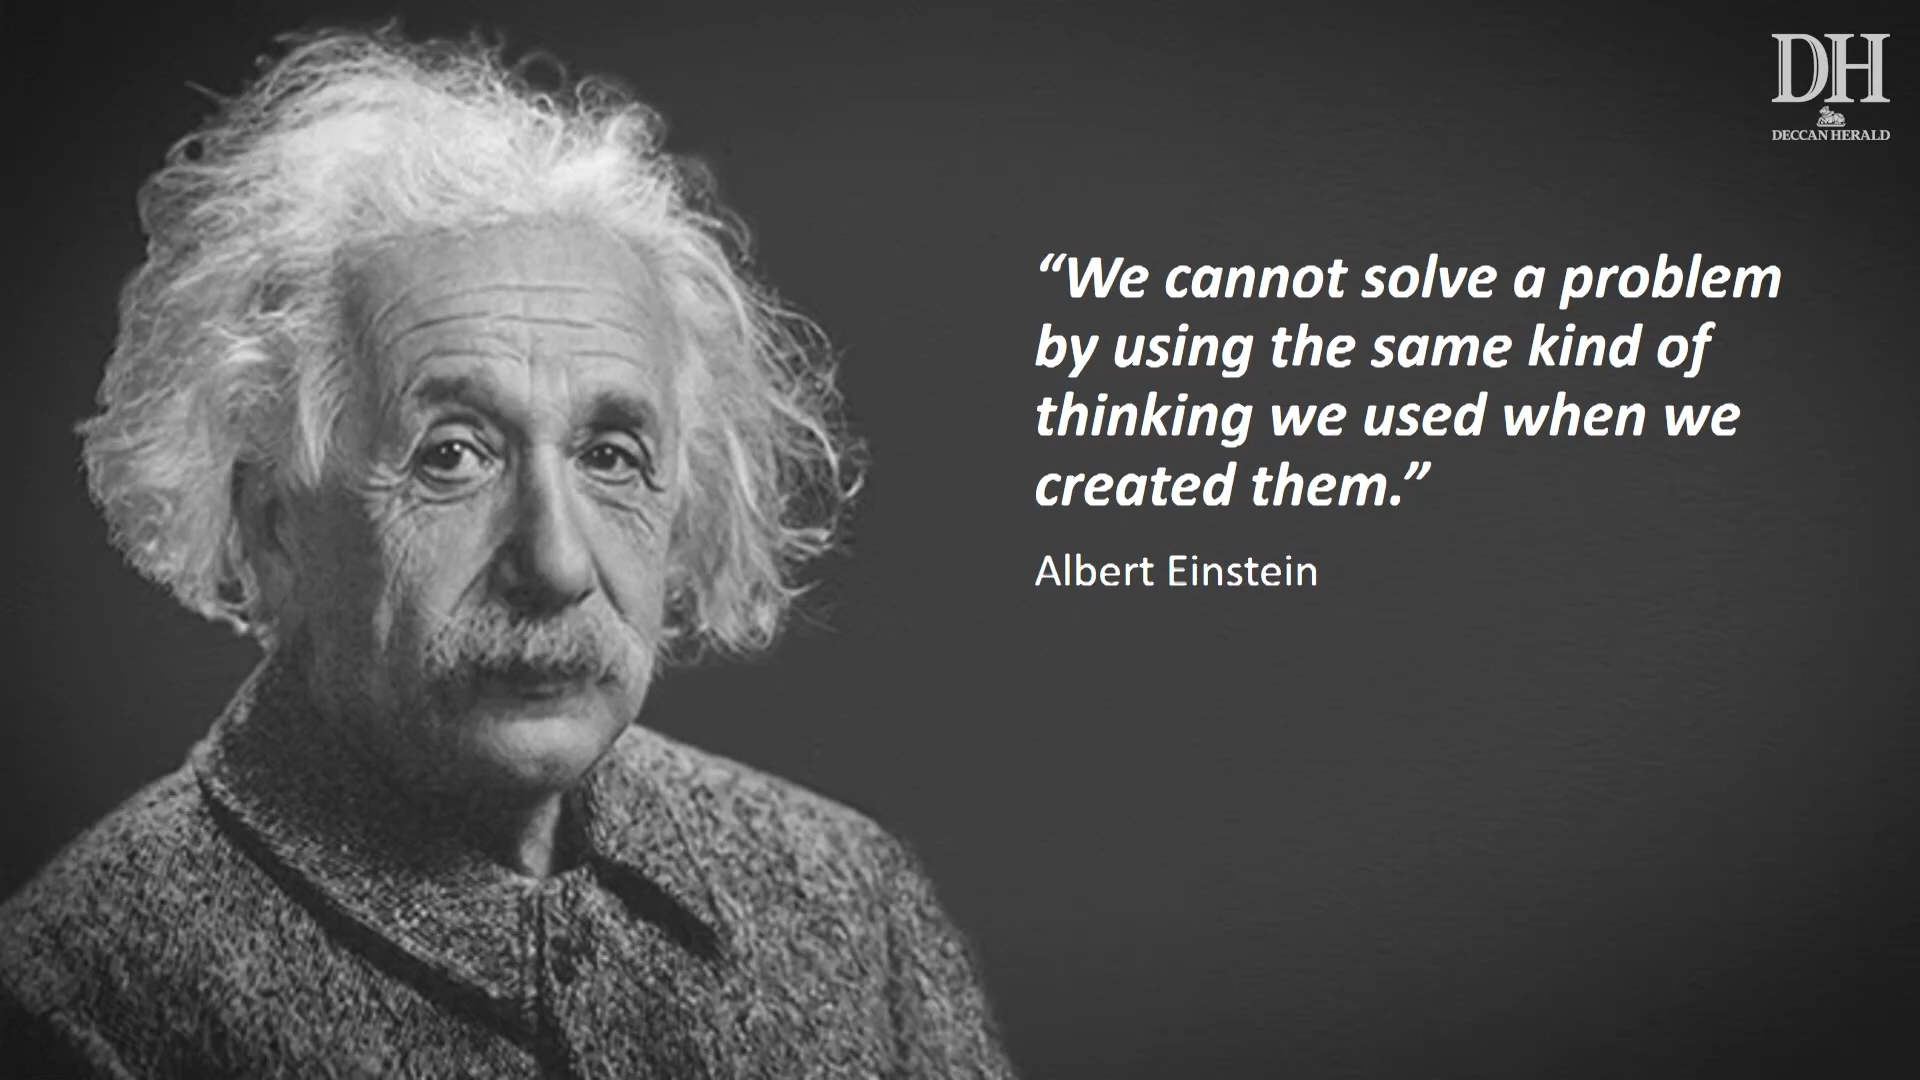 DH
DECCAN HERALD
“We cannot solve a problem
by using the same kind of
thinking we used when we
created them.”
Albert Einstein